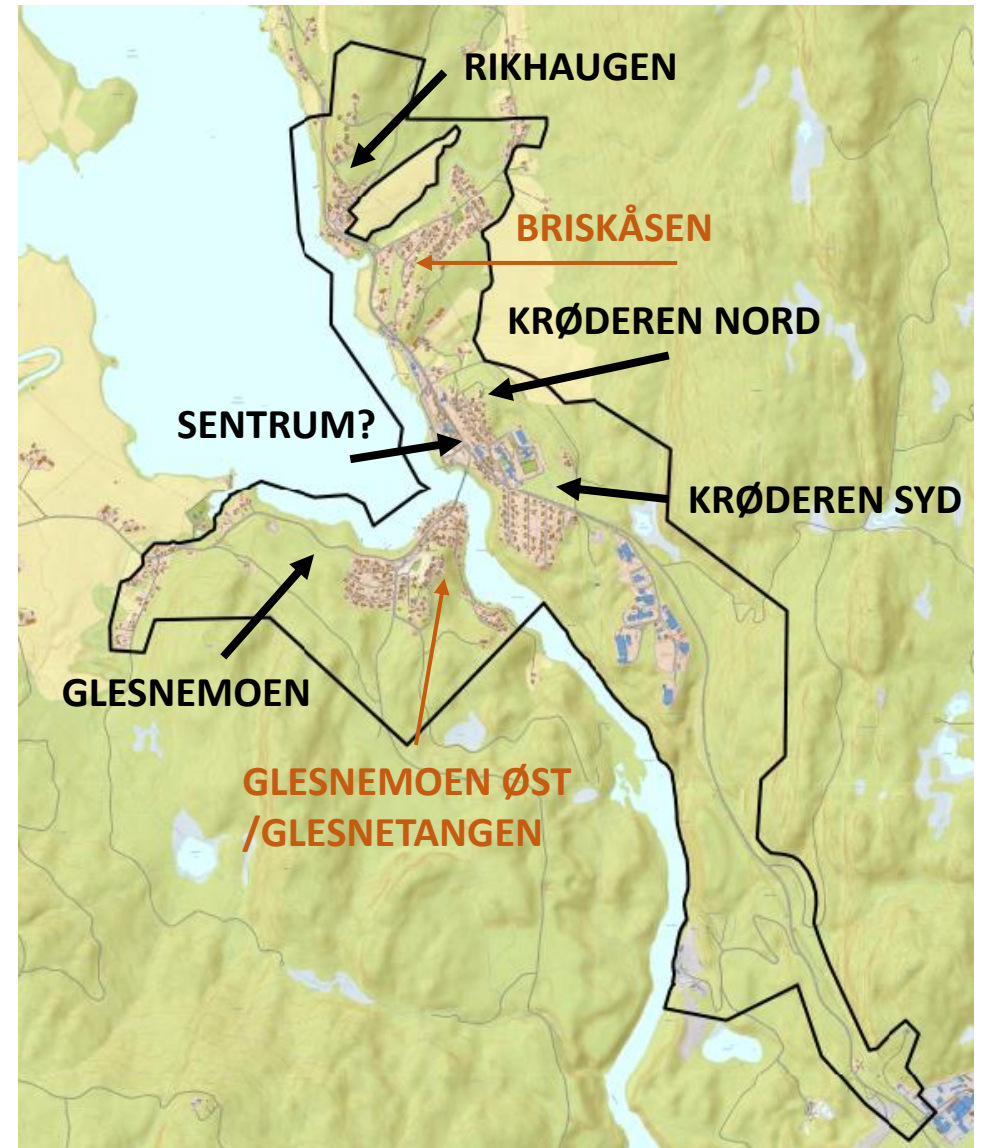 RIKHAUGEN
BRISKÅSEN
KRØDEREN NORD
SENTRUM?
KRØDEREN SYD
GLESNEMOEN
GLESNEMOEN ØST
/GLESNETANGEN